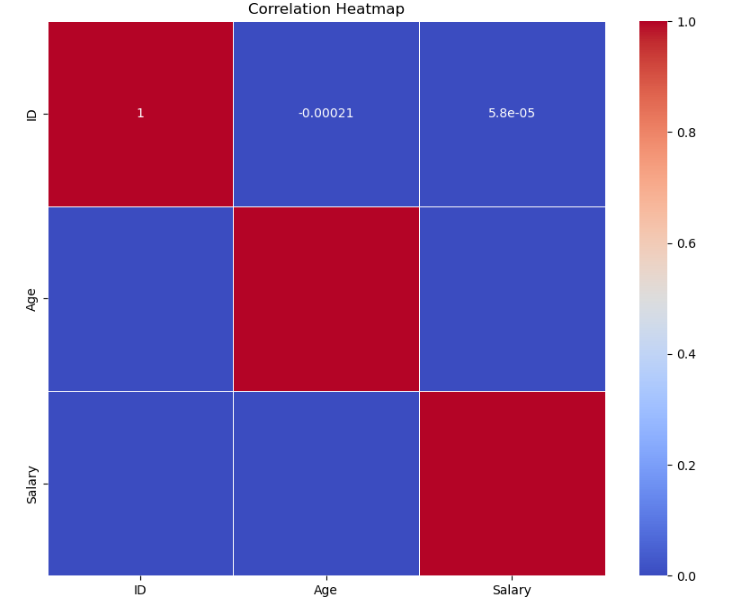 Correlation Heatmap
ID
1
-0.00021
5.8e-05
Age
Salary
ID
Age
Salary
1.0
0.8
0.6
0.4
0.2
0.0